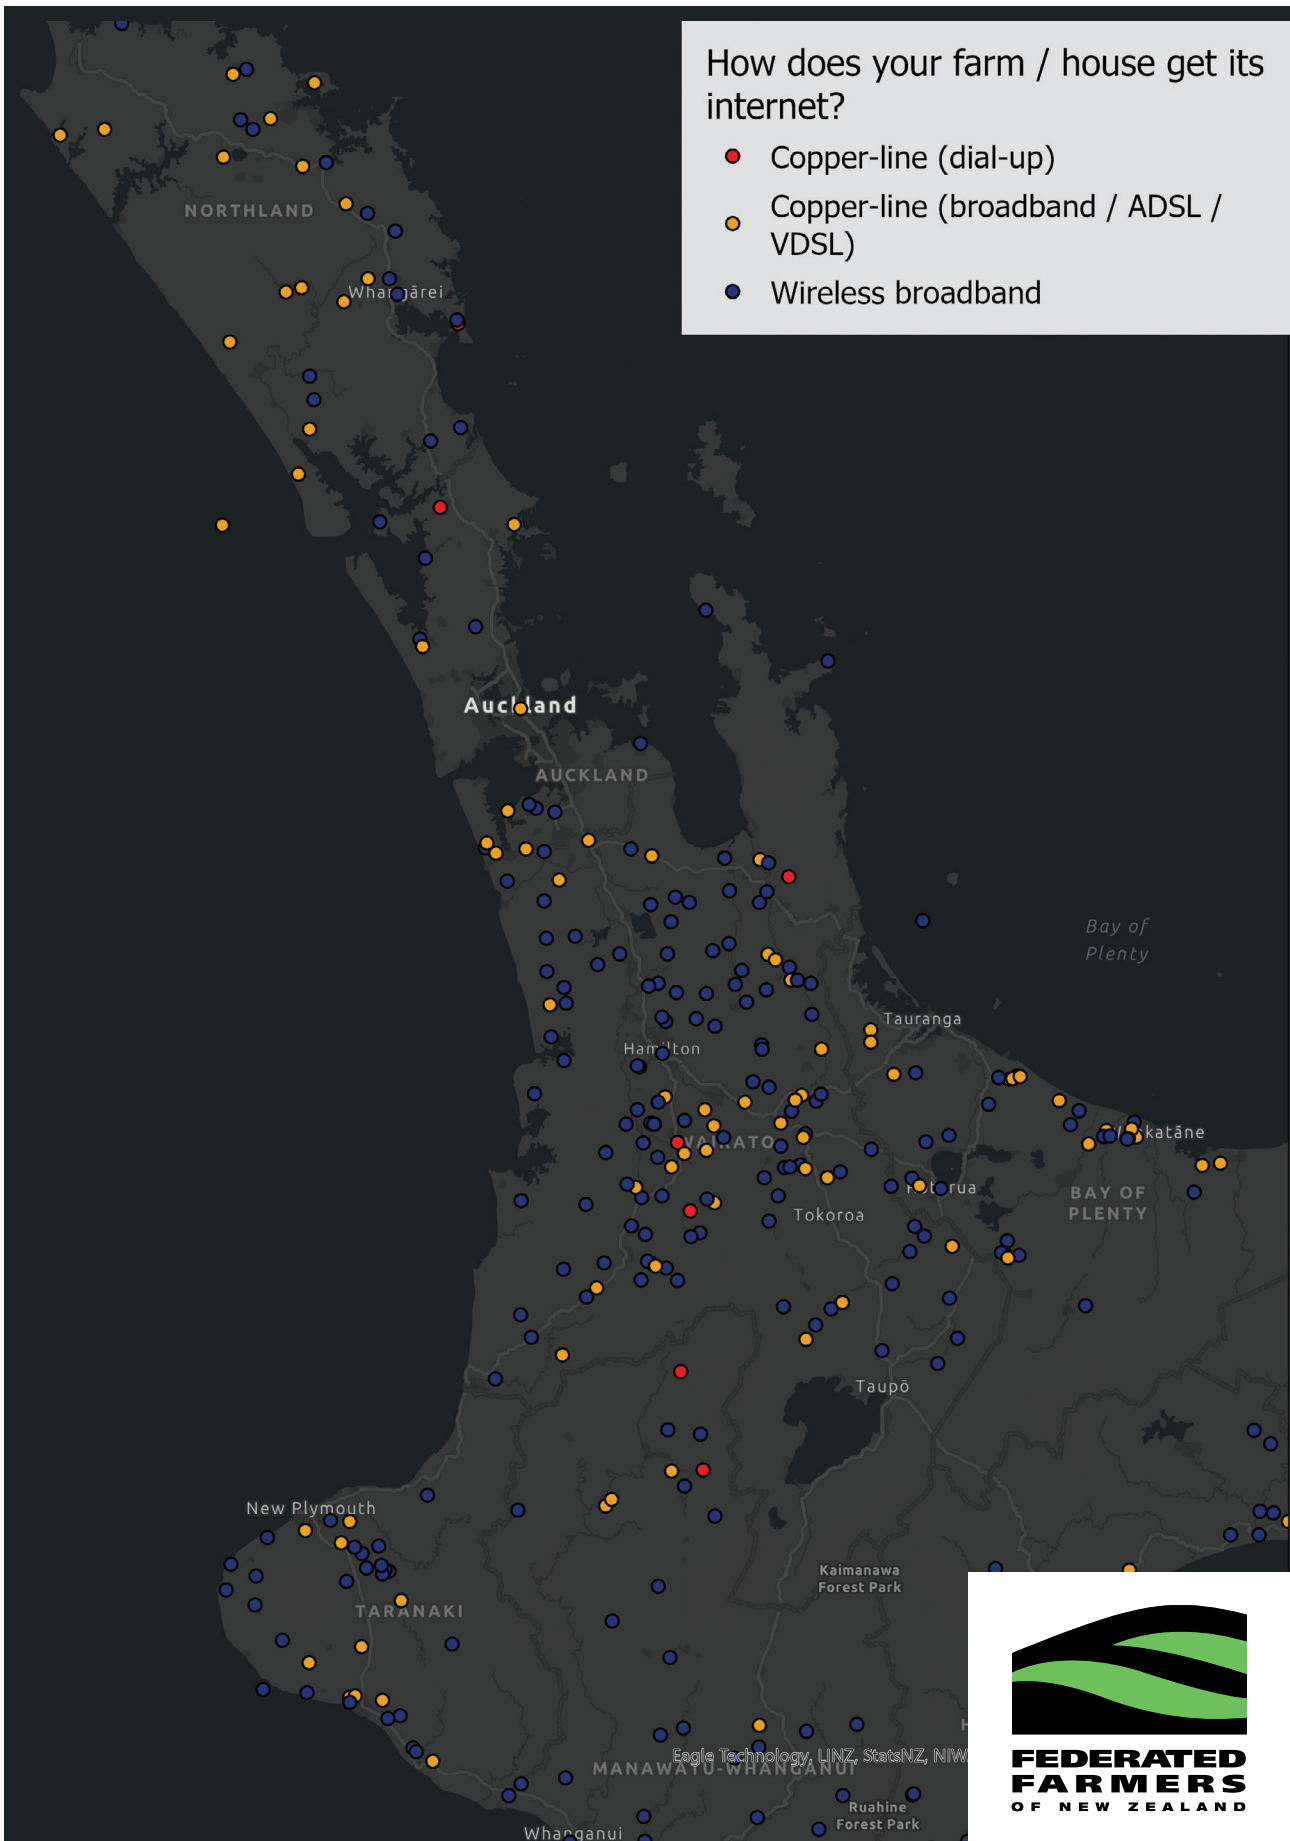 How does your farm / house get its
internet?
Copper-line (dial-up)
Copper-line (broadband / ADSL /
VDSL)
Wireless broadband
NORTHLAND
Whangārei
Auckland
AUCKLAND
Bay of
Plenty
Tauranga
Hamilton
WAIKATO
Whakatāne
Rotorua
BAY OF
PLENTY
Tokoroa
Taupō
New Plymouth
Kaimanawa
Forest Park
TARANAKI
H
Eagle Technology, LINZ, StatsNZ, NIW
MANAWATŪ-WHANGANUI
Ruahine
Forest Park
Whanganui
FEDERATED
FARMERS
OF NEW ZEALAND